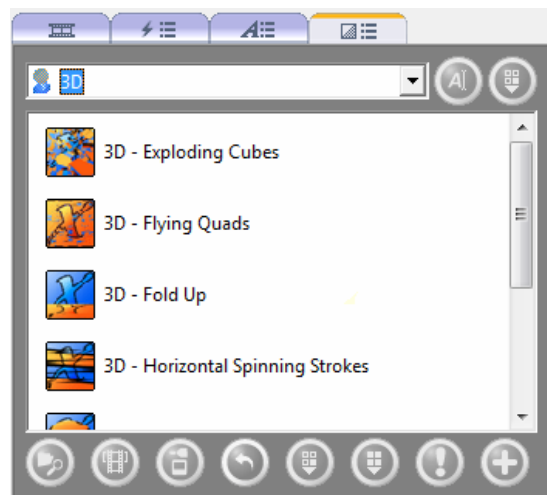 3D
3D - Exploding Cubes
3D - Flying Quads
3D - Fold Up
3D - Horizontal Spinning Strokes